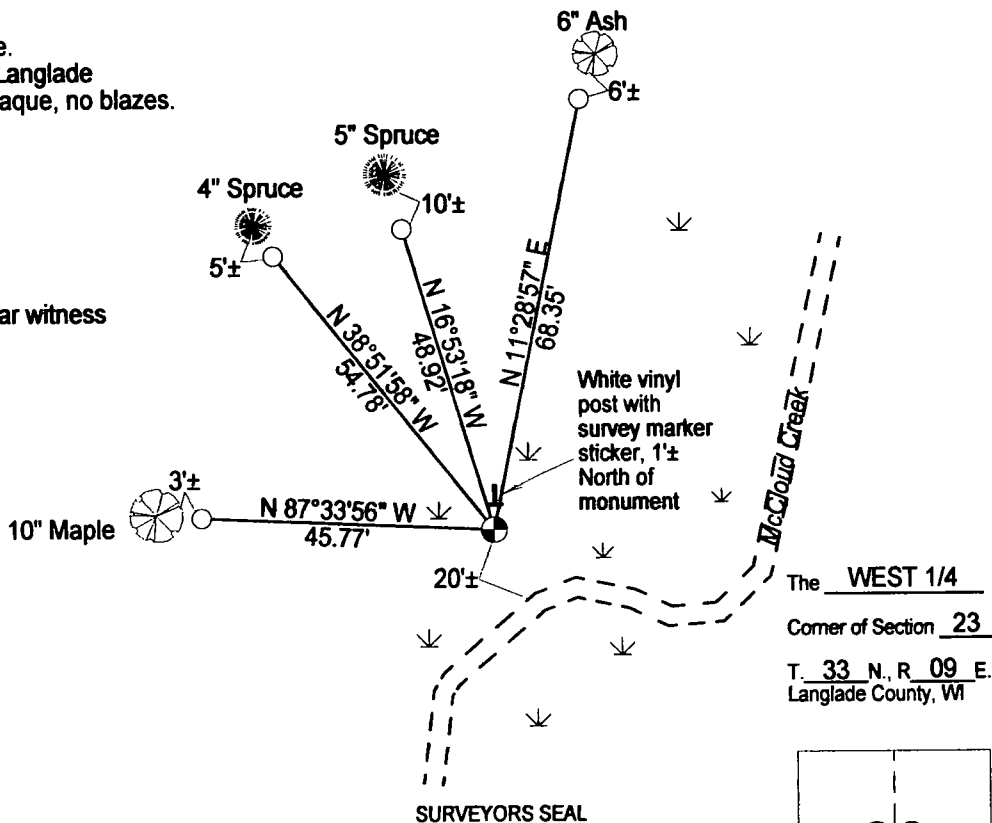 6" Ash
e.
Langlade
aque, no blazes.
6'±
5" Spruce
4" Spruce
10'±
5'±
ar witness
N 38°51'58" W
54.78'
N 16°53'18" W
48.92'
N 11°28'57" E
68.35'
White vinyl
post with
survey marker
sticker, 1'±
North of
monument
McCloud Creek
3'±
10" Maple
N 87°33'56" W
45.77'
20'±
The WEST 1/4
Corner of Section 23
T. 33 N., R 09 E.
Langlade County, WI
SURVEYORS SEAL